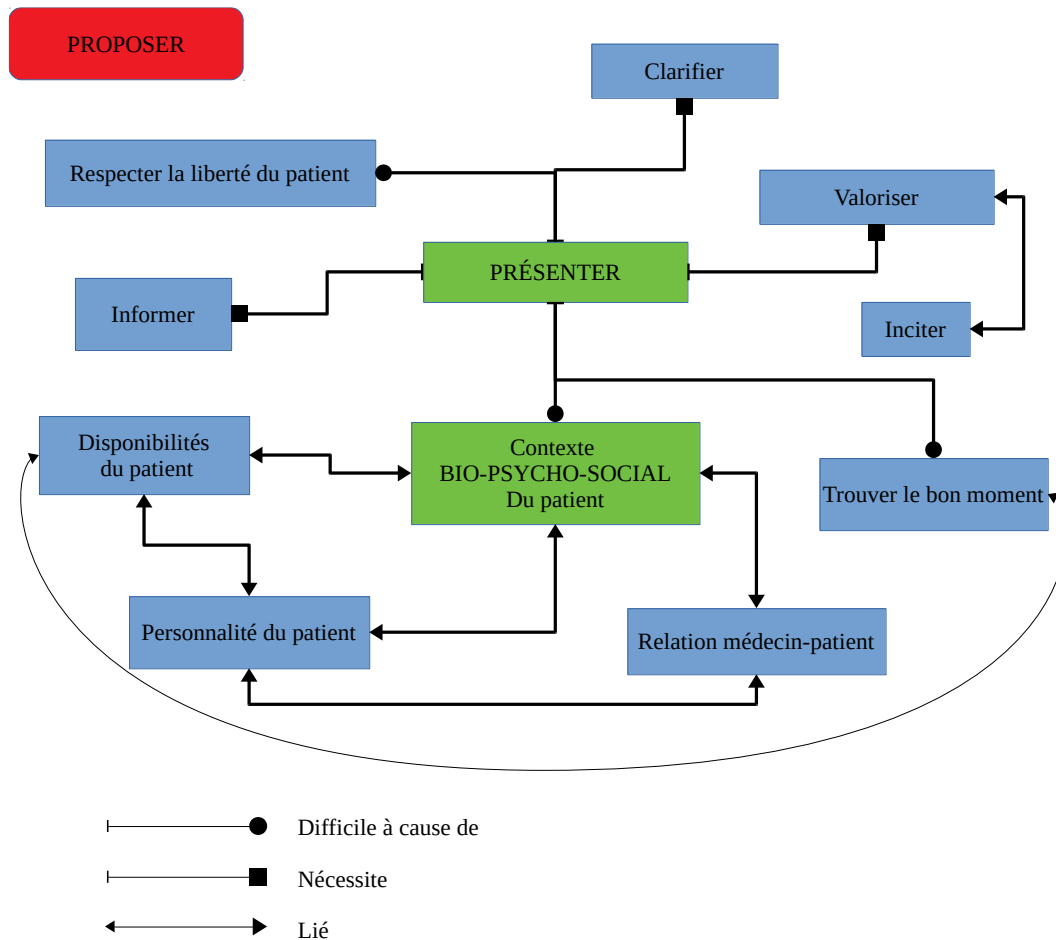 PROPOSER
Clarifier
Respecter la liberté du patient
Valoriser
PRÉSENTER
Informer
Inciter
Disponibilités
du patient
Contexte
BIO-PSYCHO-SOCIAL
Du patient
Trouver le bon moment
Personnalité du patient
Relation médecin-patient
Difficile à cause de
Nécessite
Lié